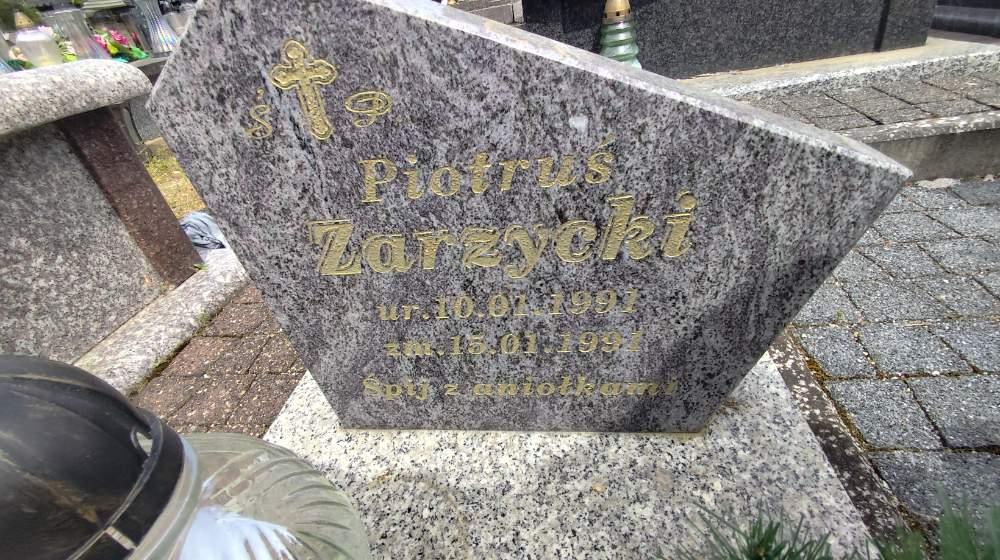 Ś P
Piotruś
Zarzycki
ur.10.01.1991
zm.15.01.1991
Śpij z aniołkami